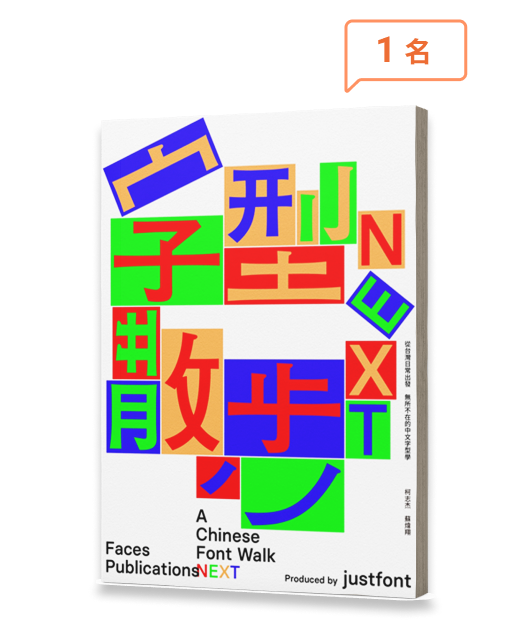 1 名
字型散步
NEXT
從台灣日常出發 無所不在的中文字型學
柯志杰 蘇煒翔
A
Chinese
Font Walk
NEXT
Faces
Publications
Produced by justfont